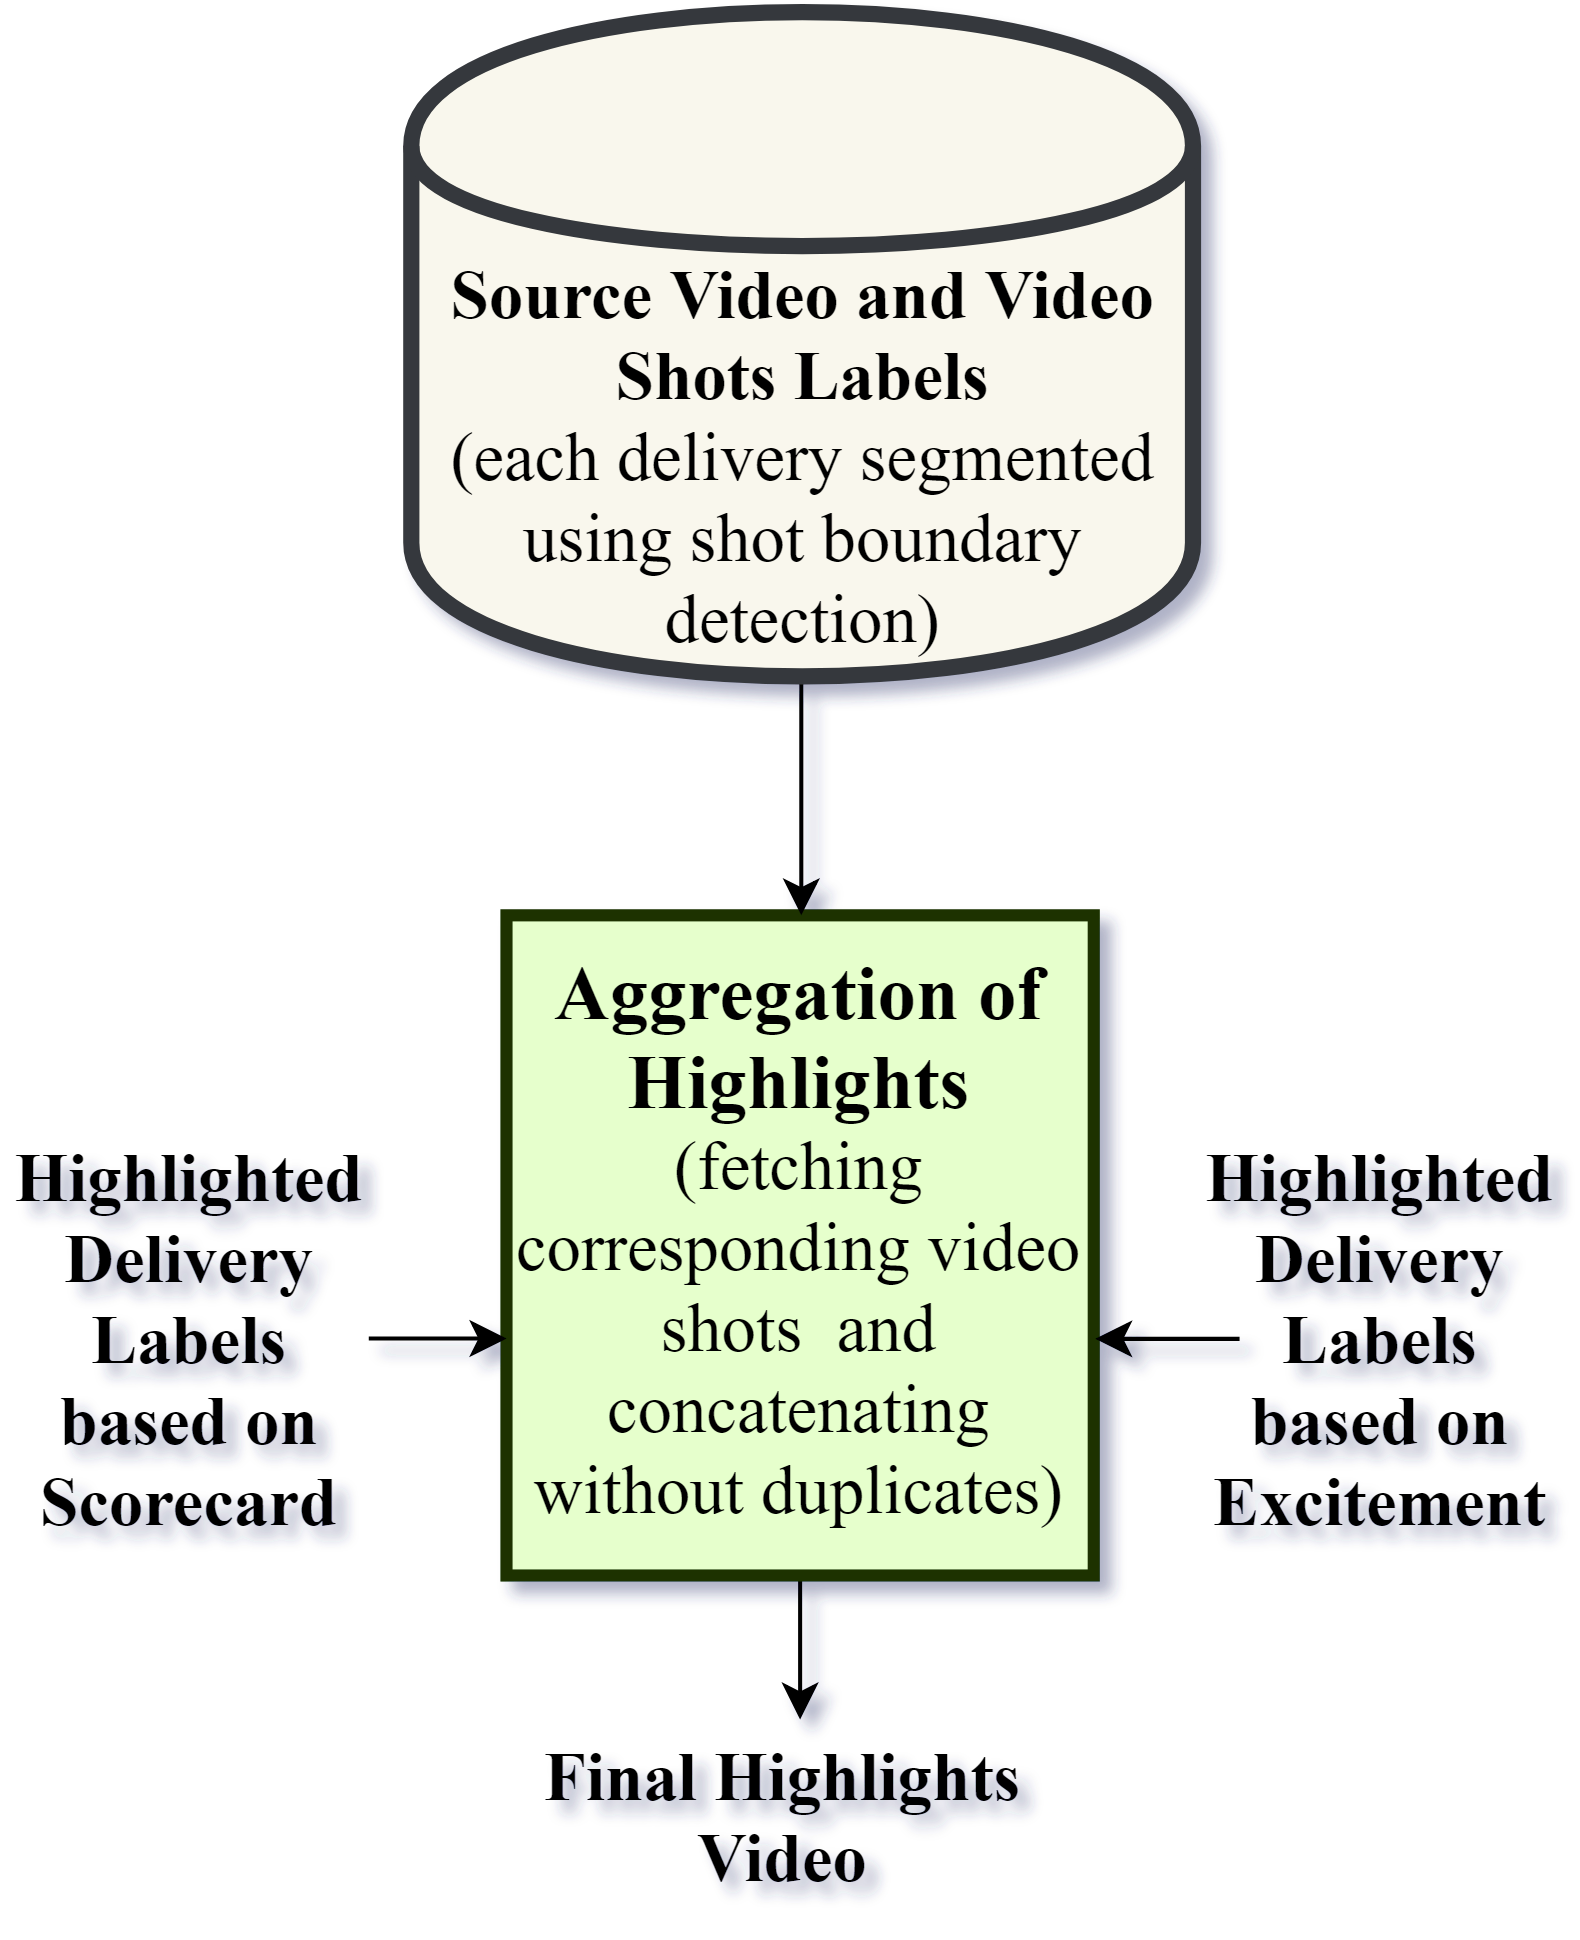 Source Video and Video
Shots Labels
(each delivery segmented
using shot boundary
detection)
Aggregation of
Highlights
(fetching
corresponding video
shots  and
concatenating
without duplicates)
Highlighted
Delivery
Labels
based on
Scorecard
Highlighted
Delivery
Labels
based on
Excitement
Final Highlights
Video